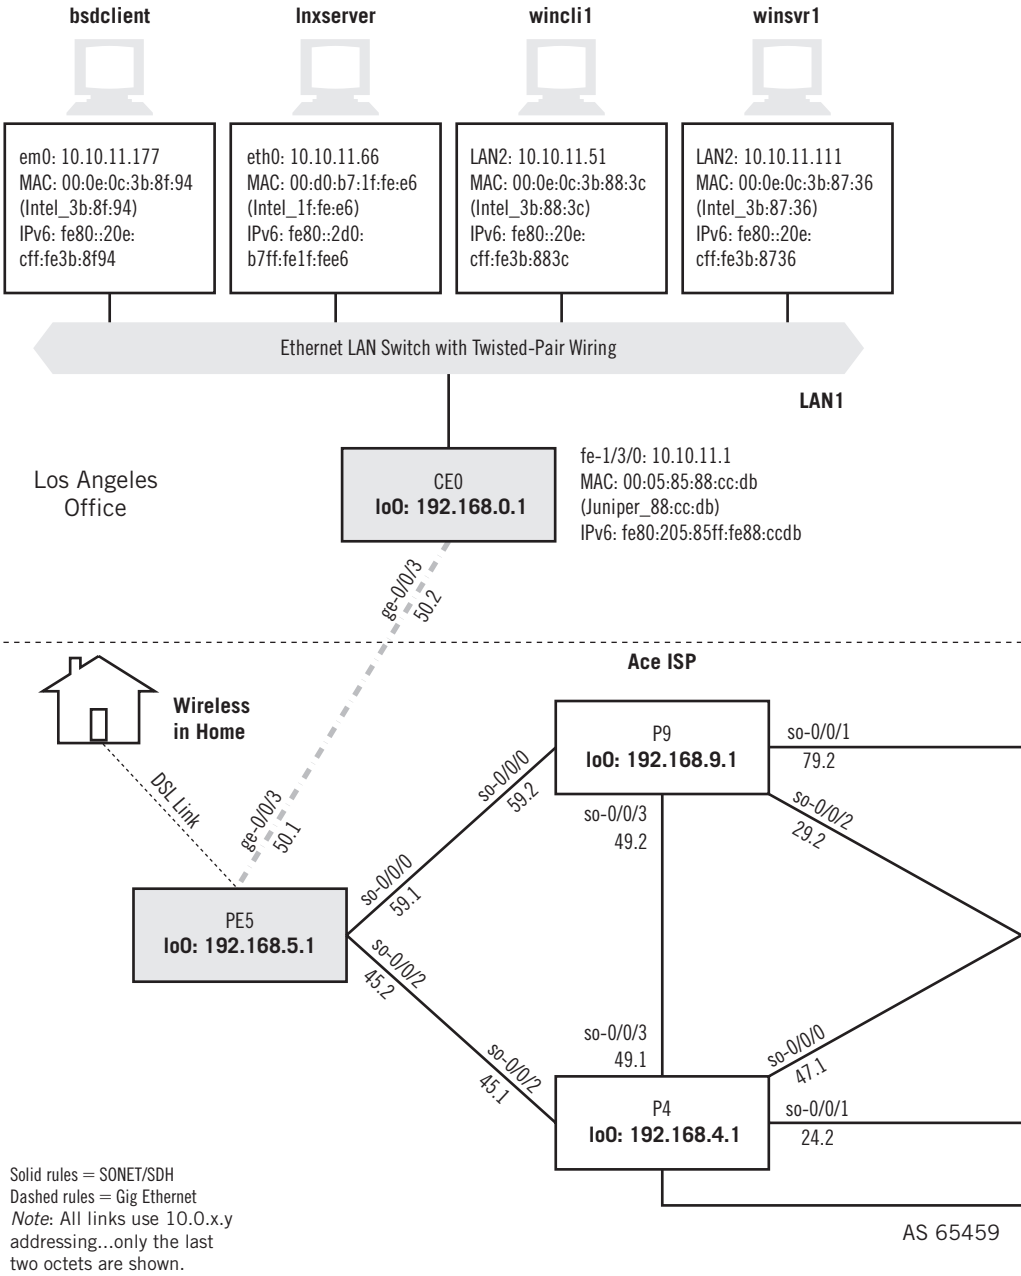 bsdclient
lnxserver
wincli1
winsvr1
em0: 10.10.11.177
MAC: 00:0e:0c:3b:8f:94
(Intel_3b:8f:94)
IPv6: fe80::20e:
cff:fe3b:8f94
eth0: 10.10.11.66
MAC: 00:d0:b7:1f:fe:e6
(Intel_1f:fe:e6)
IPv6: fe80::2d0:
b7ff:fe1f:fee6
LAN2: 10.10.11.51
MAC: 00:0e:0c:3b:88:3c
(Intel_3b:88:3c)
IPv6: fe80::20e:
cff:fe3b:883c
LAN2: 10.10.11.111
MAC: 00:0e:0c:3b:87:36
(Intel_3b:87:36)
IPv6: fe80::20e:
cff:fe3b:8736
Ethernet LAN Switch with Twisted-Pair Wiring
LAN1
Los Angeles
Office
CE0
lo0: 192.168.0.1
fe-1/3/0: 10.10.11.1
MAC: 00:05:85:88:cc:db
(Juniper_88:cc:db)
IPv6: fe80:205:85ff:fe88:ccdb
ge-0/0/3
50.2
Ace ISP
Wireless
in Home
DSL Link
ge-0/0/3
50.1
P9
lo0: 192.168.9.1
so-0/0/1
79.2
so-0/0/0
59.2
so-0/0/3
49.2
so-0/0/2
29.2
so-0/0/0
59.1
PE5
lo0: 192.168.5.1
so-0/0/2
45.2
so-0/0/2
45.1
so-0/0/3
49.1
so-0/0/0
47.1
P4
lo0: 192.168.4.1
so-0/0/1
24.2
Solid rules = SONET/SDH
Dashed rules = Gig Ethernet
Note: All links use 10.0.x.y
addressing...only the last
two octets are shown.
AS 65459